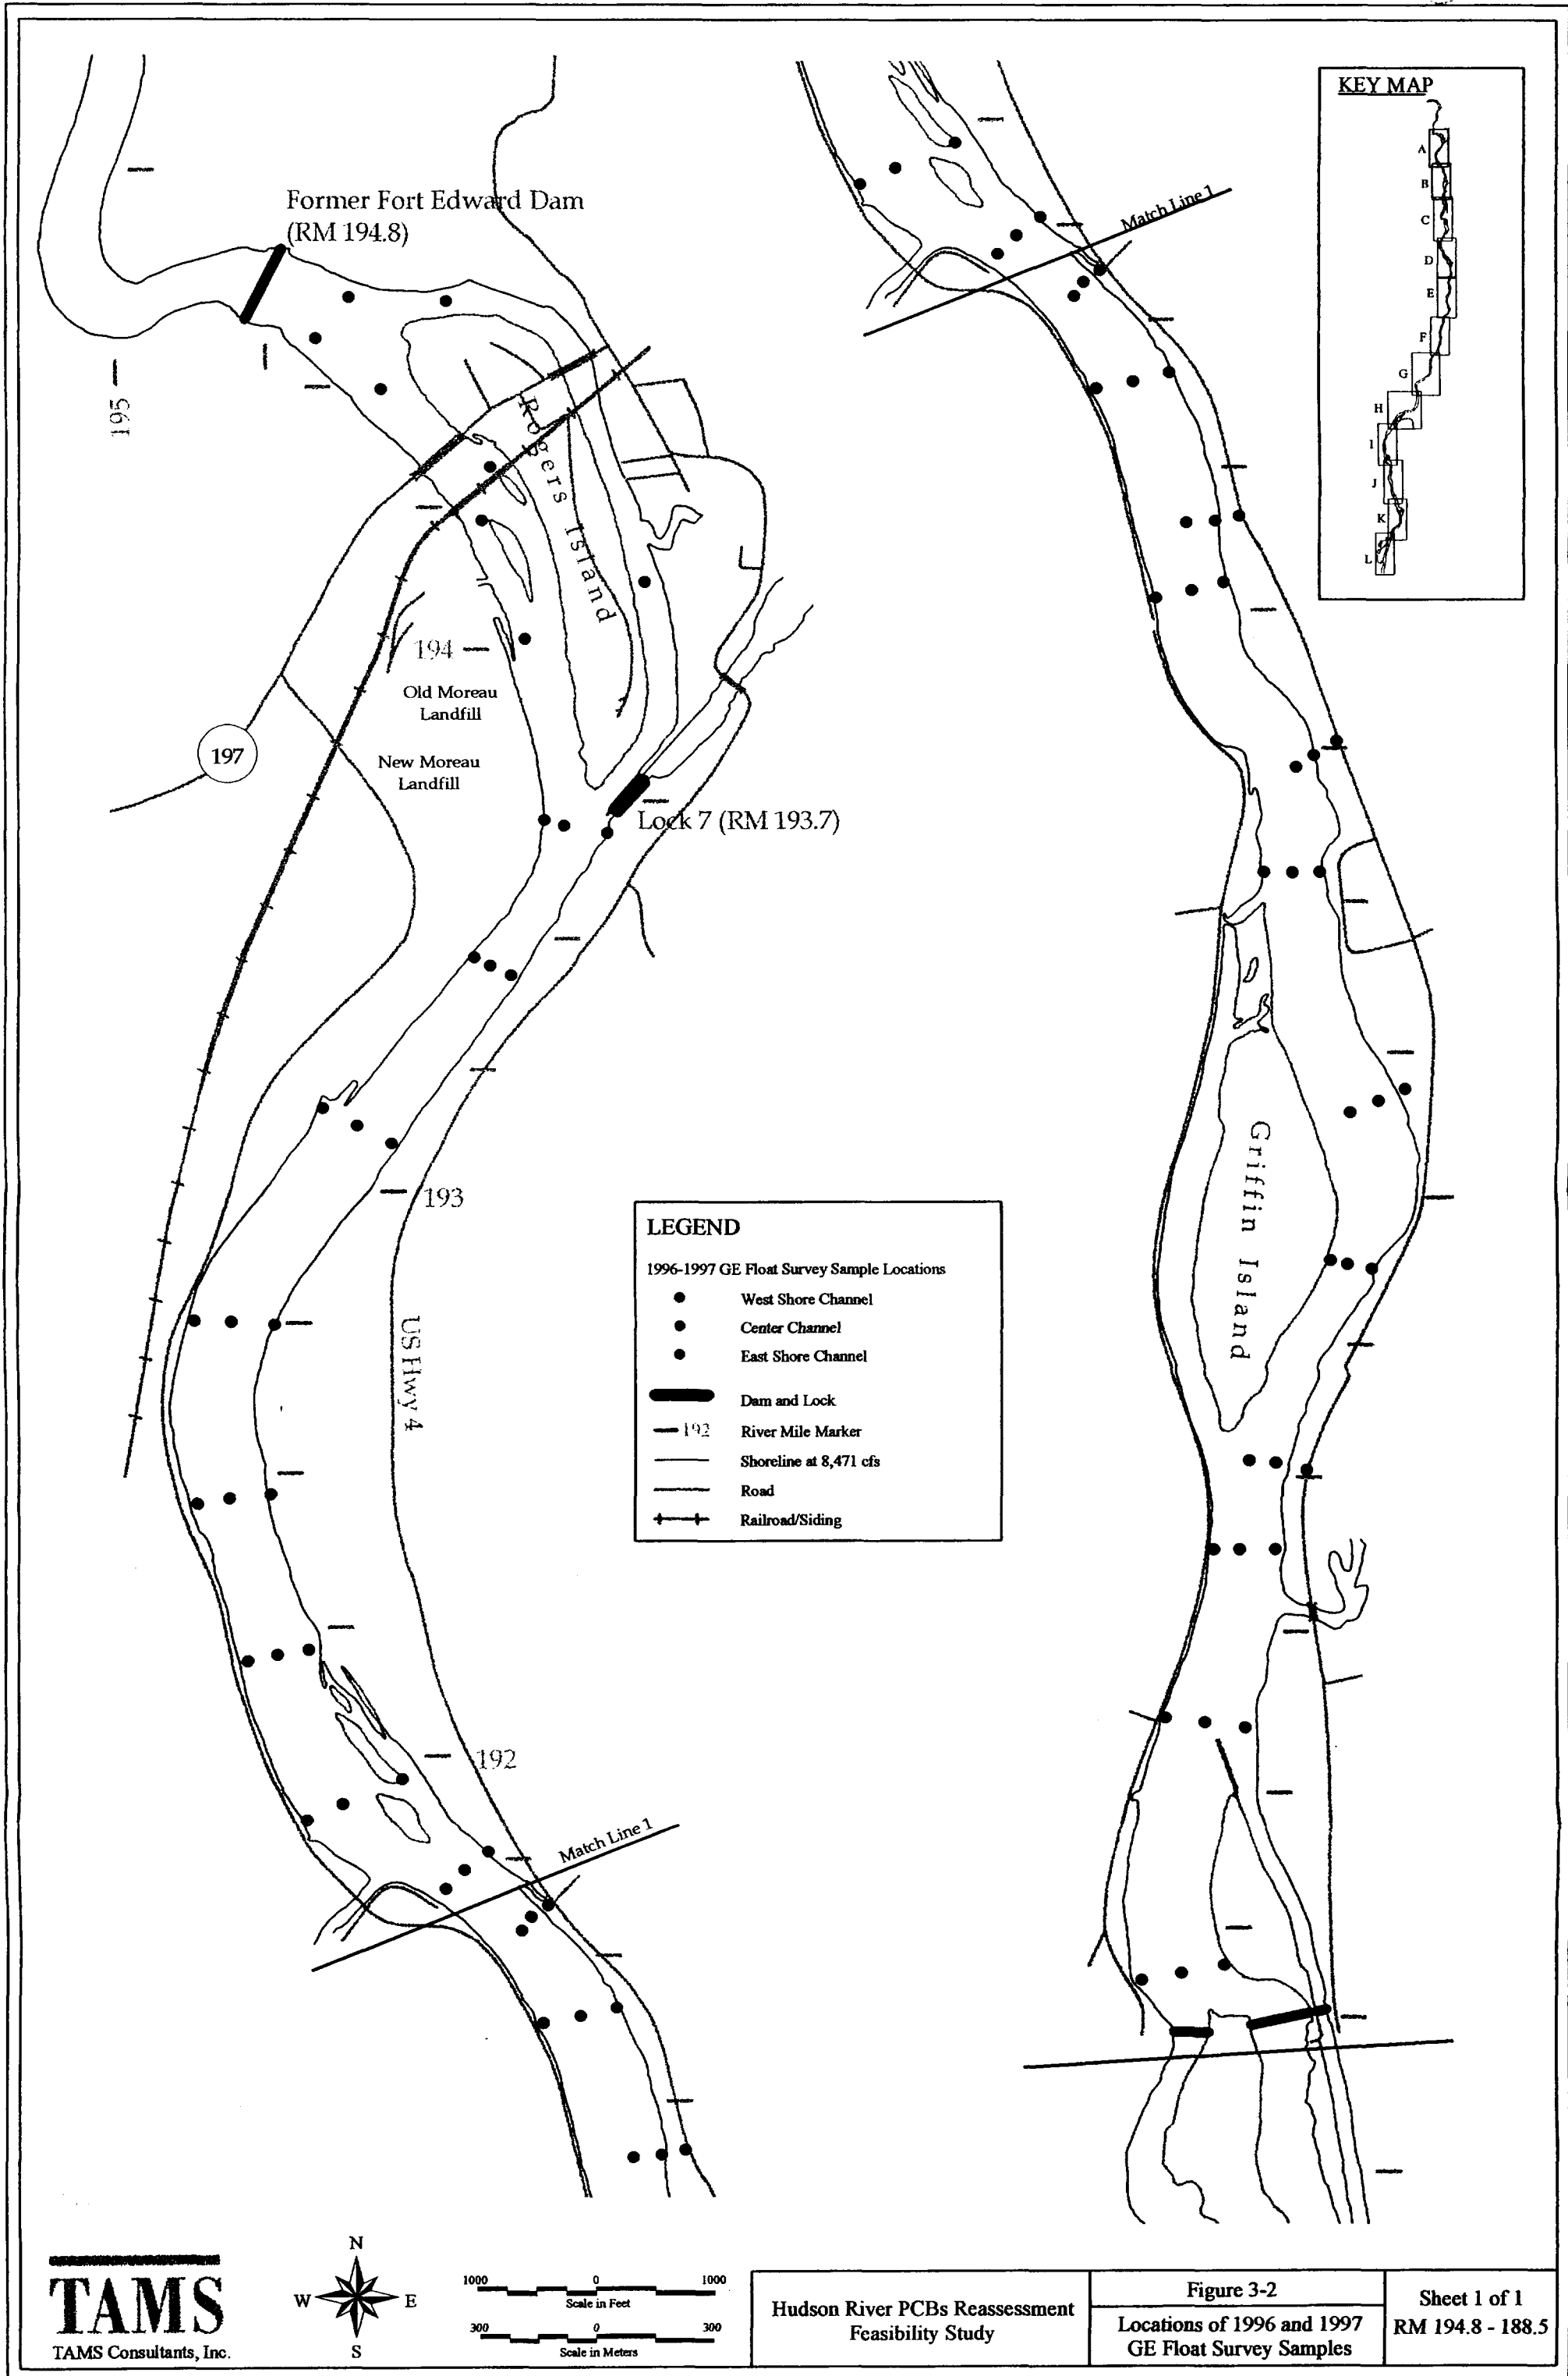 KEY MAP
A
B
C
D
E
F
G
H
I
J
K
L
Former Fort Edward Dam
(RM 194.8)
195
Rogers Island
194
Old Moreau
Landfill
New Moreau
Landfill
197
Lock 7 (RM 193.7)
193
US Hwy 4
192
Match Line 1
Match Line 1
Griffin Island
LEGEND
1996-1997 GE Float Survey Sample Locations
West Shore Channel
Center Channel
East Shore Channel
Dam and Lock
192 River Mile Marker
Shoreline at 8,471 cfs
Road
Railroad/Siding
TAMS
TAMS Consultants, Inc.
N
W E
S
1000 0 1000
Scale in Feet
300 0 300
Scale in Meters
Hudson River PCBs Reassessment
Feasibility Study
Figure 3-2
Locations of 1996 and 1997
GE Float Survey Samples
Sheet 1 of 1
RM 194.8 - 188.5